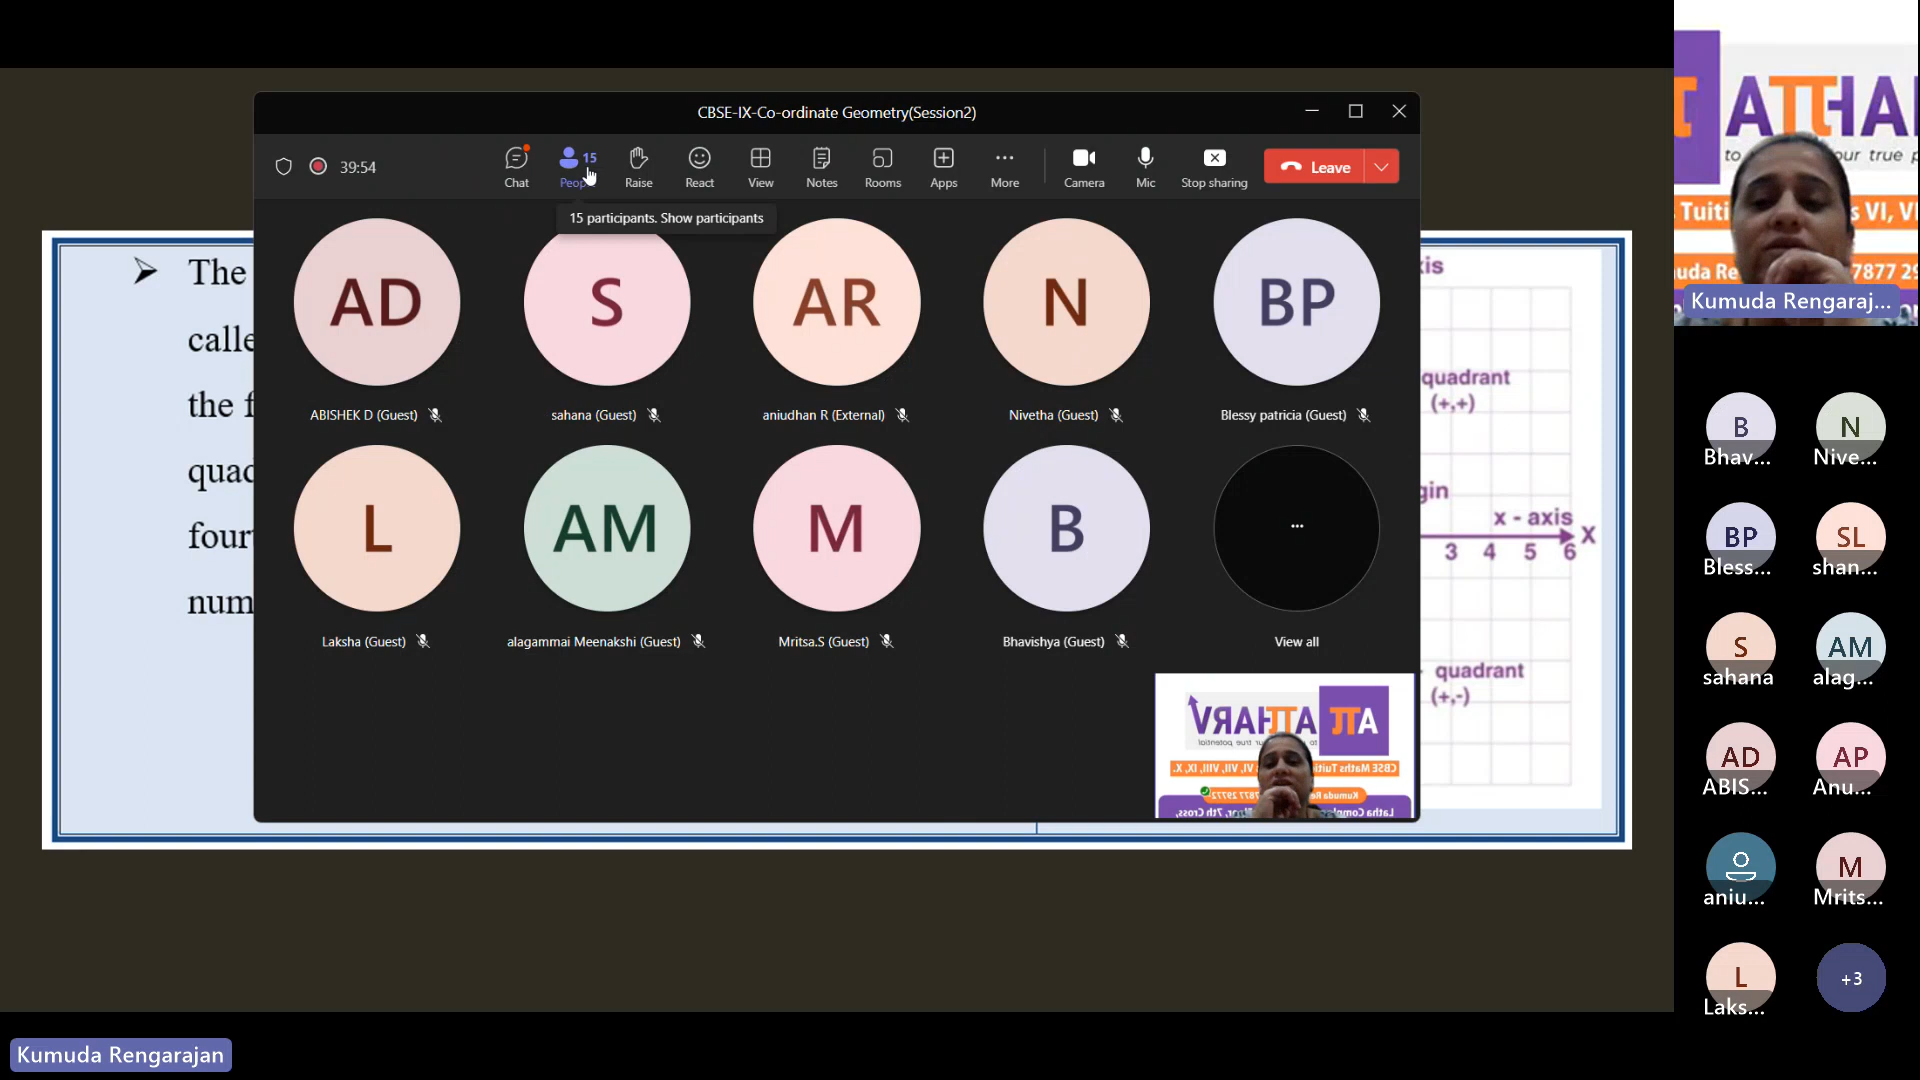 CBSE-IX-Co-ordinate Geometry(Session2)
39:54
Chat
15
Raise
React
View
Notes
Rooms
Apps
More
Camera
Mic
Stop sharing
Leave
15 participants. Show participants
AD
S
AR
N
BP
ABISHEK D (Guest)
sahana (Guest)
aniudhan R (External)
Nivetha (Guest)
Blessy patricia (Guest)
L
AM
M
B
...
Laksha (Guest)
alagammai Meenakshi (Guest)
Mritsa.S (Guest)
Bhavishya (Guest)
View all
The
calle
the f
quad
four
num
xis
quadrant
(+,+)
gin
x - axis
X
3 4 5 6
quadrant
(+,-)
ATTHARV
AΠ
Kumuda Rengaraj...
B
Bhav...
N
Nive...
BP
Bless...
SL
shan...
S
sahana
AM
alag...
AD
ABIS...
AP
Anu...
aniu...
M
Mrits...
L
Laks...
+3
Kumuda Rengarajan